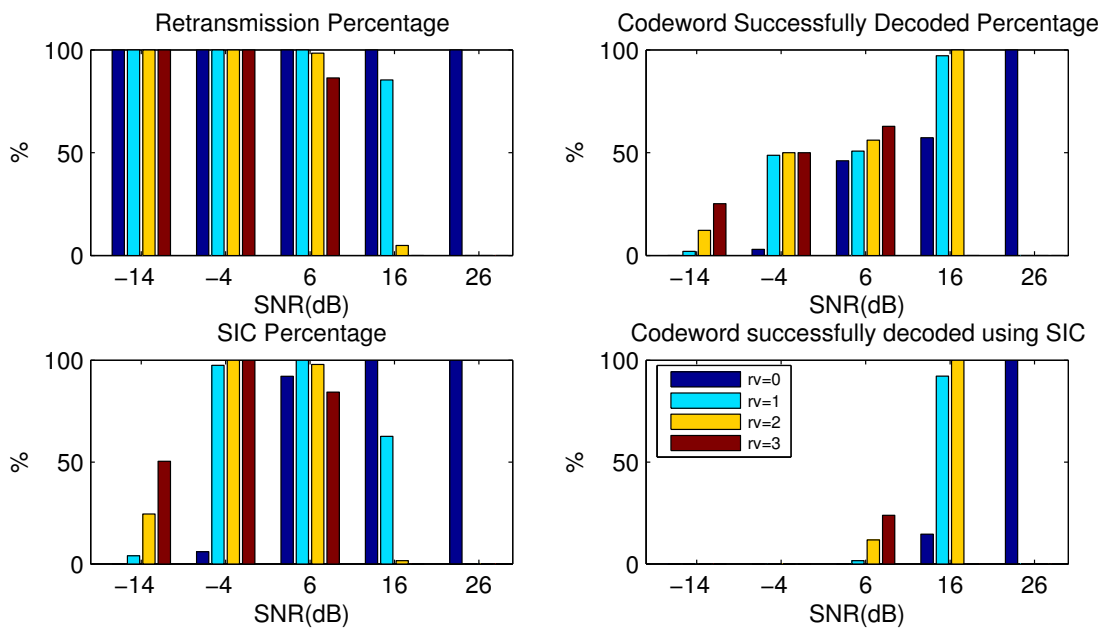 Retransmission Percentage
100
50
0
%
−14 −4 6 16 26
SNR(dB)
Codeword Successfully Decoded Percentage
100
50
0
%
−14 −4 6 16 26
SNR(dB)
SIC Percentage
100
50
0
%
−14 −4 6 16 26
SNR(dB)
Codeword successfully decoded using SIC
100
50
0
%
rv=0
rv=1
rv=2
rv=3
−14 −4 6 16 26
SNR(dB)